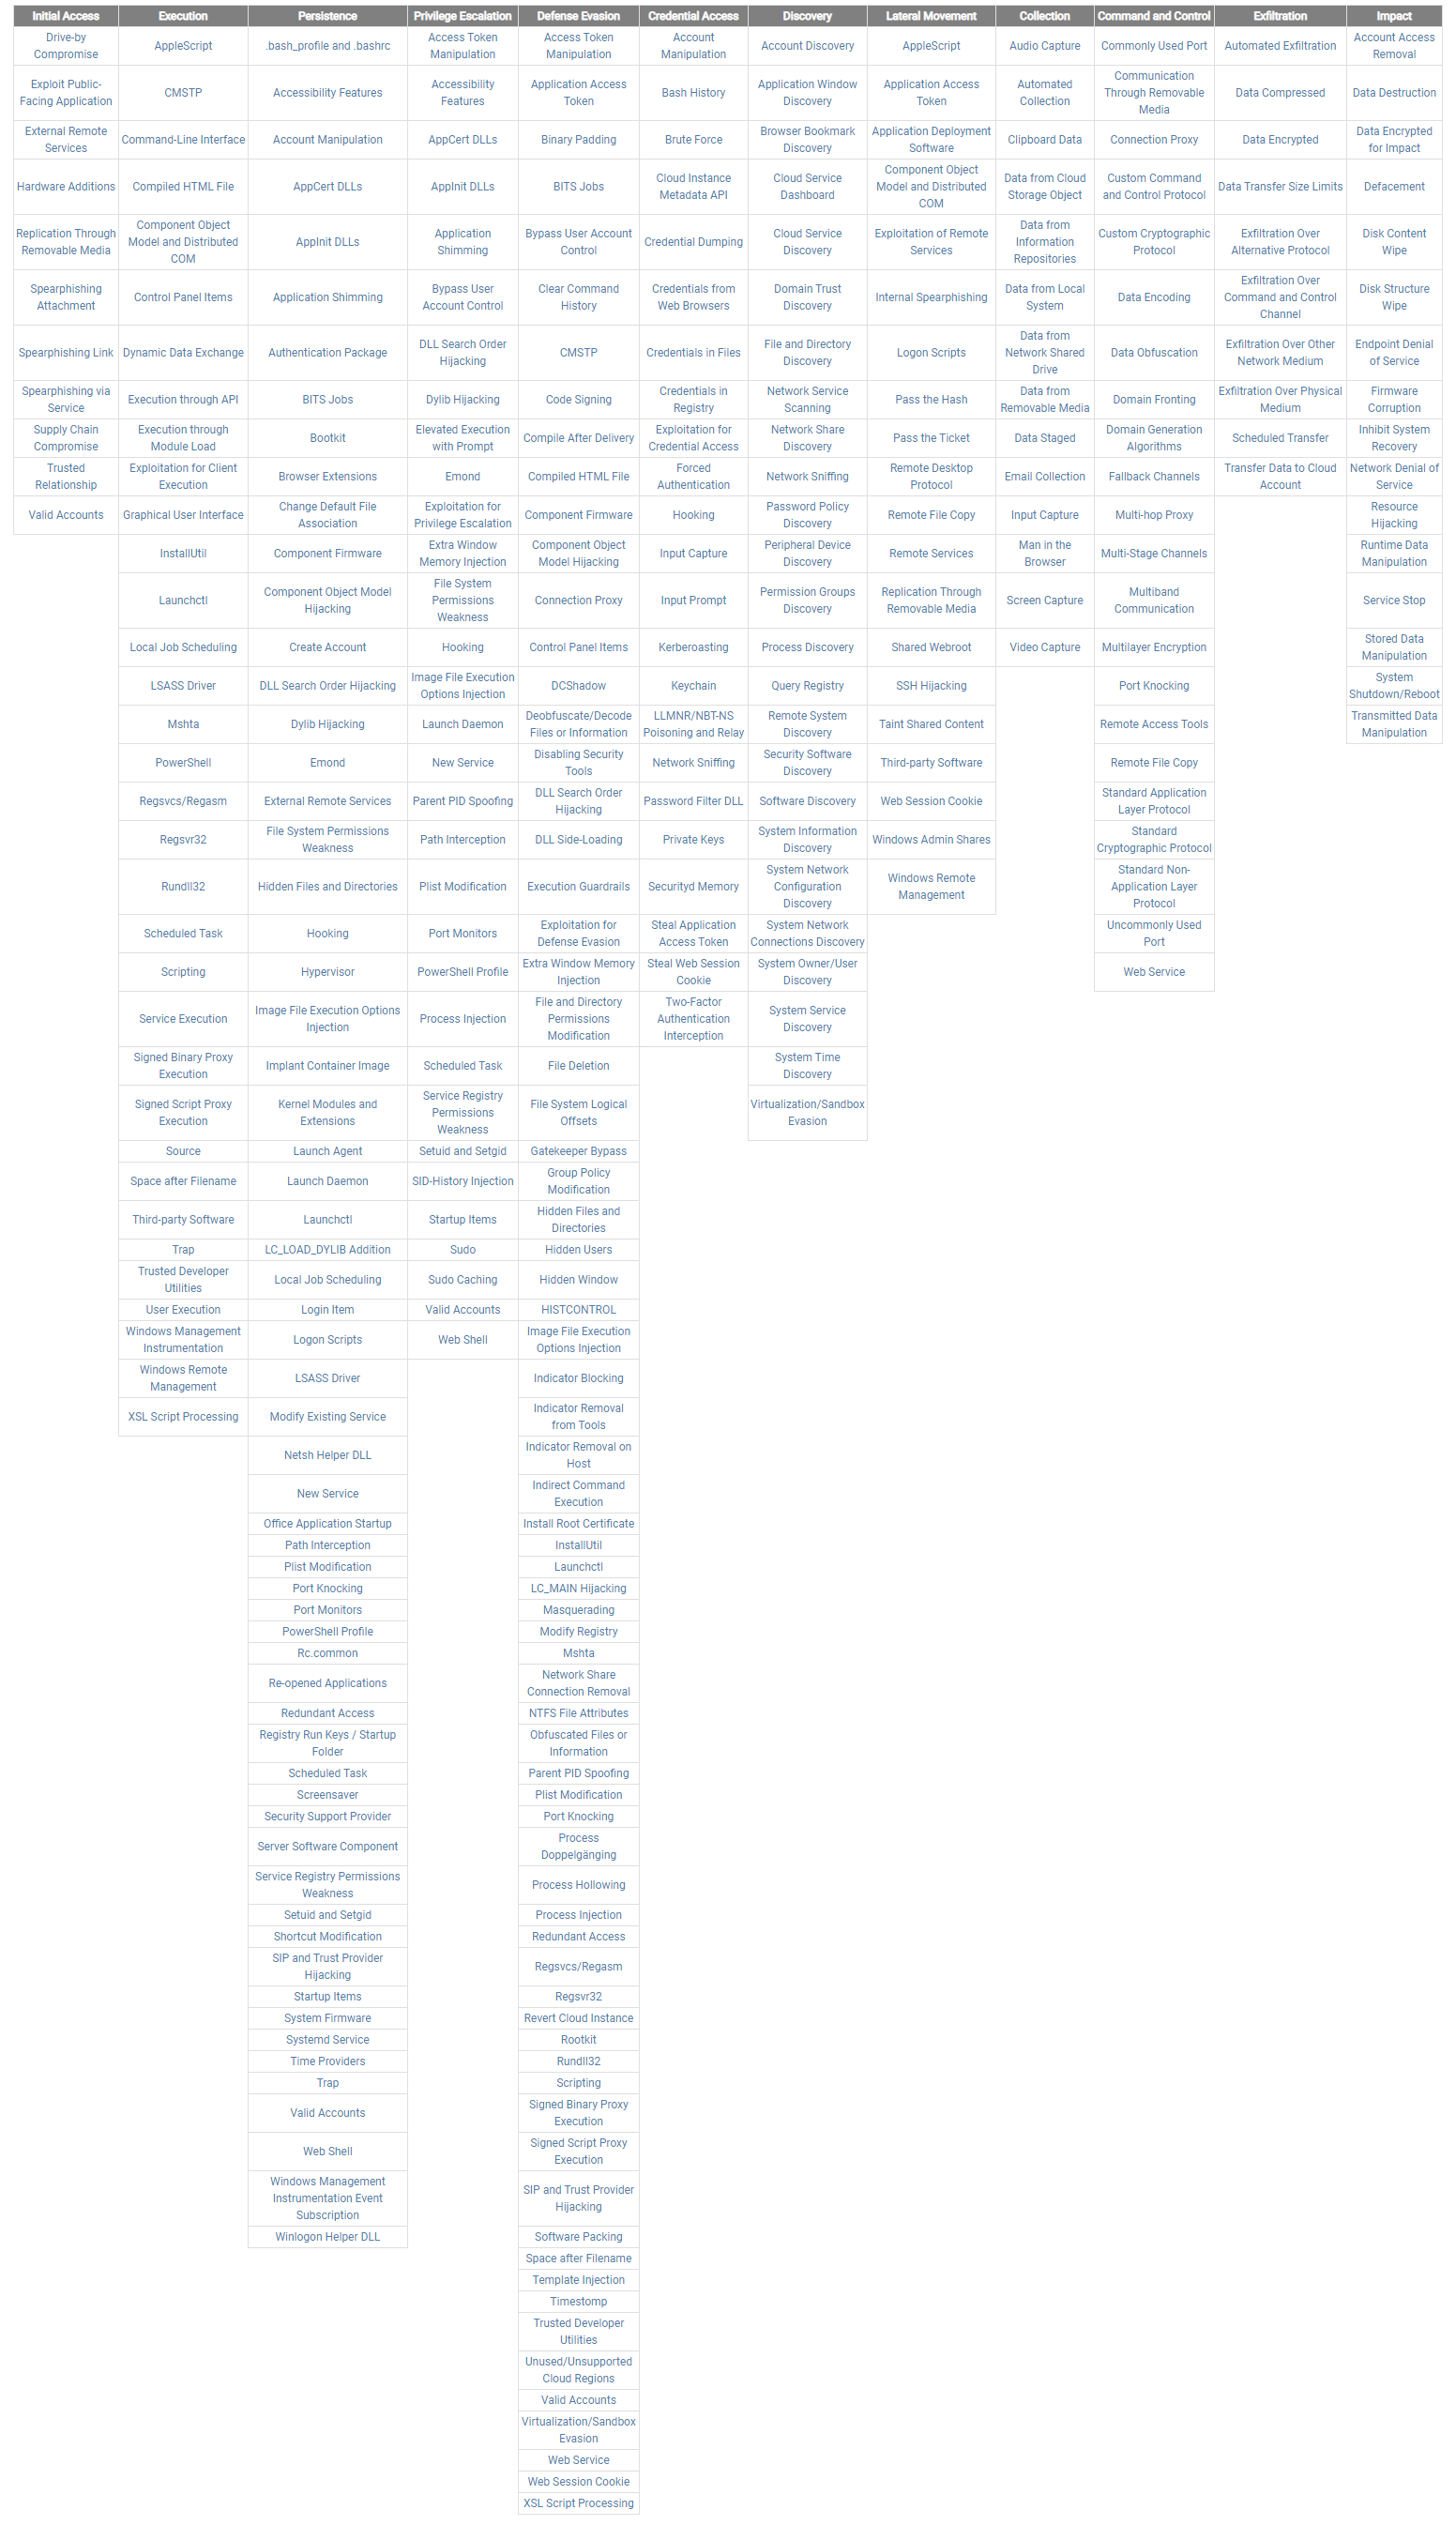 Initial Access
Drive-by
Compromise
Exploit Public-
Facing Application
External Remote
Services
Hardware Additions
Replication Through
Removable Media
Spearphishing
Attachment
Spearphishing Link
Spearphishing via
Service
Supply Chain
Compromise
Trusted
Relationship
Valid Accounts
Execution
AppleScript
CMSTP
Command-Line Interface
Compiled HTML File
Component Object
Model and Distributed
COM
Control Panel Items
Dynamic Data Exchange
Execution through API
Execution through
Module Load
Exploitation for Client
Execution
Graphical User Interface
InstallUtil
Launchctl
Local Job Scheduling
LSASS Driver
Mshta
PowerShell
Regsvcs/Regasm
Regsvr32
Rundll32
Scheduled Task
Scripting
Service Execution
Signed Binary Proxy
Execution
Signed Script Proxy
Execution
Source
Space after Filename
Third-party Software
Trap
Trusted Developer
Utilities
User Execution
Windows Management
Instrumentation
Windows Remote
Management
XSL Script Processing
Persistence
.bash_profile and .bashrc
Accessibility Features
Account Manipulation
AppCert DLLs
AppInit DLLs
Application Shimming
Authentication Package
BITS Jobs
Bootkit
Browser Extensions
Change Default File
Association
Component Firmware
Component Object Model
Hijacking
Create Account
DLL Search Order Hijacking
Dylib Hijacking
Emond
External Remote Services
File System Permissions
Weakness
Hidden Files and Directories
Hooking
Hypervisor
Image File Execution Options
Injection
Implant Container Image
Kernel Modules and
Extensions
Launch Agent
Launch Daemon
Launchctl
LC_LOAD_DYLIB Addition
Local Job Scheduling
Login Item
Logon Scripts
LSASS Driver
Modify Existing Service
Netsh Helper DLL
New Service
Office Application Startup
Path Interception
Plist Modification
Port Knocking
Port Monitors
PowerShell Profile
Rc.common
Re-opened Applications
Redundant Access
Registry Run Keys / Startup
Folder
Scheduled Task
Screensaver
Security Support Provider
Server Software Component
Service Registry Permissions
Weakness
Setuid and Setgid
Shortcut Modification
SIP and Trust Provider
Hijacking
Startup Items
System Firmware
Systemd Service
Time Providers
Trap
Valid Accounts
Web Shell
Windows Management
Instrumentation Event
Subscription
Winlogon Helper DLL
Privilege Escalation
Access Token
Manipulation
Accessibility
Features
AppCert DLLs
AppInit DLLs
Application
Shimming
Bypass User
Account Control
DLL Search Order
Hijacking
Dylib Hijacking
Elevated Execution
with Prompt
Emond
Exploitation for
Privilege Escalation
Extra Window
Memory Injection
File System
Permissions
Weakness
Hooking
Image File Execution
Options Injection
Launch Daemon
New Service
Parent PID Spoofing
Path Interception
Plist Modification
Port Monitors
PowerShell Profile
Process Injection
Scheduled Task
Service Registry
Permissions
Weakness
Setuid and Setgid
SID-History Injection
Startup Items
Sudo
Sudo Caching
Valid Accounts
Web Shell
Defense Evasion
Access Token
Manipulation
Application Access
Token
Binary Padding
BITS Jobs
Bypass User Account
Control
Clear Command
History
CMSTP
Code Signing
Compile After Delivery
Compiled HTML File
Component Firmware
Component Object
Model Hijacking
Connection Proxy
Control Panel Items
DCShadow
Deobfuscate/Decode
Files or Information
Disabling Security
Tools
DLL Search Order
Hijacking
DLL Side-Loading
Execution Guardrails
Exploitation for
Defense Evasion
Extra Window Memory
Injection
File and Directory
Permissions
Modification
File Deletion
File System Logical
Offsets
Gatekeeper Bypass
Group Policy
Modification
Hidden Files and
Directories
Hidden Users
Hidden Window
HISTCONTROL
Image File Execution
Options Injection
Indicator Blocking
Indicator Removal
from Tools
Indicator Removal on
Host
Indirect Command
Execution
Install Root Certificate
InstallUtil
Launchctl
LC_MAIN Hijacking
Masquerading
Modify Registry
Mshta
Network Share
Connection Removal
NTFS File Attributes
Obfuscated Files or
Information
Parent PID Spoofing
Plist Modification
Port Knocking
Process
Doppelgänging
Process Hollowing
Process Injection
Redundant Access
Regsvcs/Regasm
Regsvr32
Revert Cloud Instance
Rootkit
Rundll32
Scripting
Signed Binary Proxy
Execution
Signed Script Proxy
Execution
SIP and Trust Provider
Hijacking
Software Packing
Space after Filename
Template Injection
Timestomp
Trusted Developer
Utilities
Unused/Unsupported
Cloud Regions
Valid Accounts
Virtualization/Sandbox
Evasion
Web Service
Web Session Cookie
XSL Script Processing
Credential Access
Account
Manipulation
Bash History
Brute Force
Cloud Instance
Metadata API
Credential Dumping
Credentials from
Web Browsers
Credentials in Files
Credentials in
Registry
Exploitation for
Credential Access
Forced
Authentication
Hooking
Input Capture
Input Prompt
Kerberoasting
Keychain
LLMNR/NBT-NS
Poisoning and Relay
Network Sniffing
Password Filter DLL
Private Keys
Securityd Memory
Steal Application
Access Token
Steal Web Session
Cookie
Two-Factor
Authentication
Interception
Discovery
Account Discovery
Application Window
Discovery
Browser Bookmark
Discovery
Cloud Service
Dashboard
Cloud Service
Discovery
Domain Trust
Discovery
File and Directory
Discovery
Network Service
Scanning
Network Share
Discovery
Network Sniffing
Password Policy
Discovery
Peripheral Device
Discovery
Permission Groups
Discovery
Process Discovery
Query Registry
Remote System
Discovery
Security Software
Discovery
Software Discovery
System Information
Discovery
System Network
Configuration
Discovery
System Network
Connections Discovery
System Owner/User
Discovery
System Service
Discovery
System Time
Discovery
Virtualization/Sandbox
Evasion
Lateral Movement
AppleScript
Application Access
Token
Application Deployment
Software
Component Object
Model and Distributed
COM
Exploitation of Remote
Services
Internal Spearphishing
Logon Scripts
Pass the Hash
Pass the Ticket
Remote Desktop
Protocol
Remote File Copy
Remote Services
Replication Through
Removable Media
Shared Webroot
SSH Hijacking
Taint Shared Content
Third-party Software
Web Session Cookie
Windows Admin Shares
Windows Remote
Management
Collection
Audio Capture
Automated
Collection
Clipboard Data
Data from Cloud
Storage Object
Data from
Information
Repositories
Data from Local
System
Data from
Network Shared
Drive
Data from
Removable Media
Data Staged
Email Collection
Input Capture
Man in the
Browser
Screen Capture
Video Capture
Command and Control
Commonly Used Port
Communication
Through Removable
Media
Connection Proxy
Custom Command
and Control Protocol
Custom Cryptographic
Protocol
Data Encoding
Data Obfuscation
Domain Fronting
Domain Generation
Algorithms
Fallback Channels
Multi-hop Proxy
Multi-Stage Channels
Multiband
Communication
Multilayer Encryption
Port Knocking
Remote Access Tools
Remote File Copy
Standard Application
Layer Protocol
Standard
Cryptographic Protocol
Standard Non-
Application Layer
Protocol
Uncommonly Used
Port
Web Service
Exfiltration
Automated Exfiltration
Data Compressed
Data Encrypted
Data Transfer Size Limits
Exfiltration Over
Alternative Protocol
Exfiltration Over
Command and Control
Channel
Exfiltration Over Other
Network Medium
Exfiltration Over Physical
Medium
Scheduled Transfer
Transfer Data to Cloud
Account
Impact
Account Access
Removal
Data Destruction
Data Encrypted
for Impact
Defacement
Disk Content
Wipe
Disk Structure
Wipe
Endpoint Denial
of Service
Firmware
Corruption
Inhibit System
Recovery
Network Denial of
Service
Resource
Hijacking
Runtime Data
Manipulation
Service Stop
Stored Data
Manipulation
System
Shutdown/Reboot
Transmitted Data
Manipulation